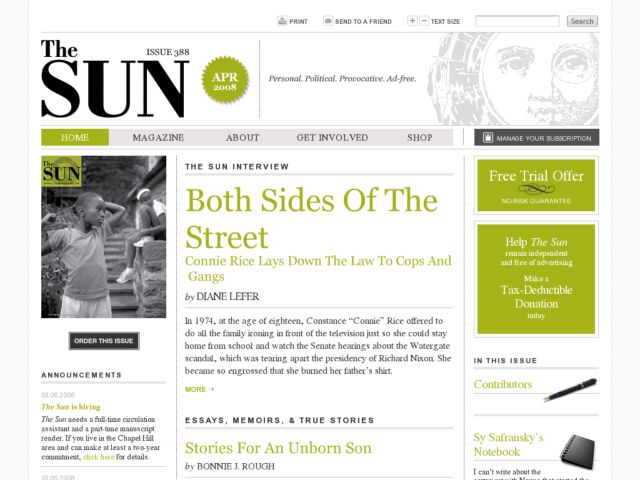 PRINT
SEND TO A FRIEND
TEXT SIZE
Search
The
SUN
ISSUE 388
APR
2008
Personal. Political. Provocative. Ad-free.
HOME
MAGAZINE
ABOUT
GET INVOLVED
SHOP
MANAGE YOUR SUBSCRIPTION
The
SUN
ORDER THIS ISSUE
ANNOUNCEMENTS
03.06.2008
The Sun is hiring
The Sun needs a full-time circulation
assistant and a part-time manuscript
reader. If you live in the Chapel Hill
area and can make at least a two-year
commitment, click here for details.
03.05.2008
THE SUN INTERVIEW
Both Sides Of The
Street
Connie Rice Lays Down The Law To Cops And
Gangs
by DIANE LEFER
In 1974, at the age of eighteen, Constance “Connie” Rice offered to
do all the family ironing in front of the television just so she could stay
home from school and watch the Senate hearings about the Watergate
scandal, which was tearing apart the presidency of Richard Nixon. She
became so engrossed that she burned her father’s shirt.
MORE →
ESSAYS, MEMOIRS, & TRUE STORIES
Stories For An Unborn Son
by BONNIE J. ROUGH
Free Trial Offer
NO-RISK GUARANTEE
Help The Sun
remain independent
and free of advertising
Make a
Tax-Deductible
Donation
today
IN THIS ISSUE
Contributors
Sy Safransky’s
Notebook
I can’t write about the